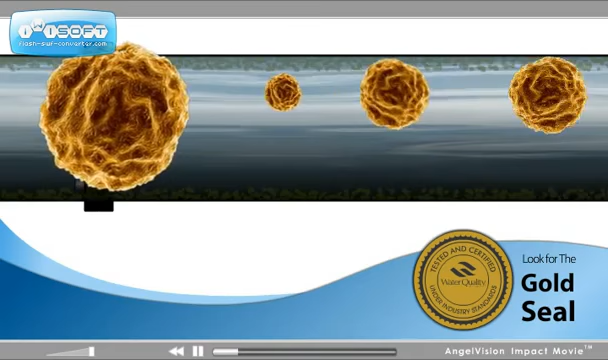 iWiSOFT
flash-swf-converter.com
TESTED AND CERTIFIED
WaterQuality
UNDER INDUSTRY STANDARDS
Look for The
Gold
Seal
AngelVision Impact Movie™